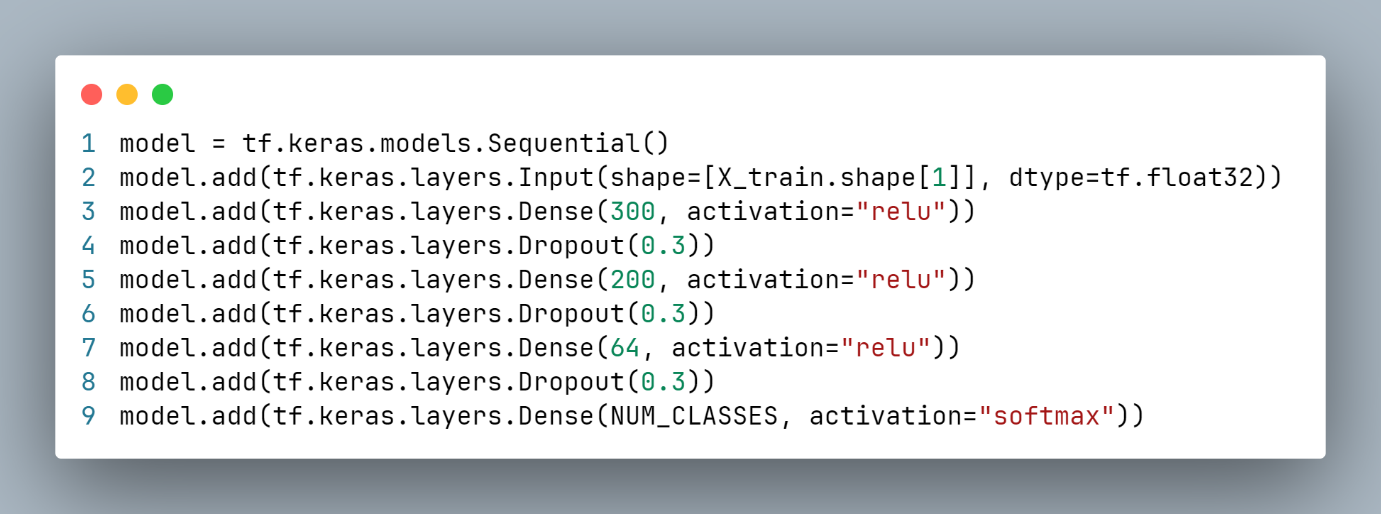 1 model = tf.keras.models.Sequential()
2 model.add(tf.keras.layers.Input(shape=[X_train.shape[1]], dtype=tf.float32))
3 model.add(tf.keras.layers.Dense(300, activation="relu"))
4 model.add(tf.keras.layers.Dropout(0.3))
5 model.add(tf.keras.layers.Dense(200, activation="relu"))
6 model.add(tf.keras.layers.Dropout(0.3))
7 model.add(tf.keras.layers.Dense(64, activation="relu"))
8 model.add(tf.keras.layers.Dropout(0.3))
9 model.add(tf.keras.layers.Dense(NUM_CLASSES, activation="softmax"))